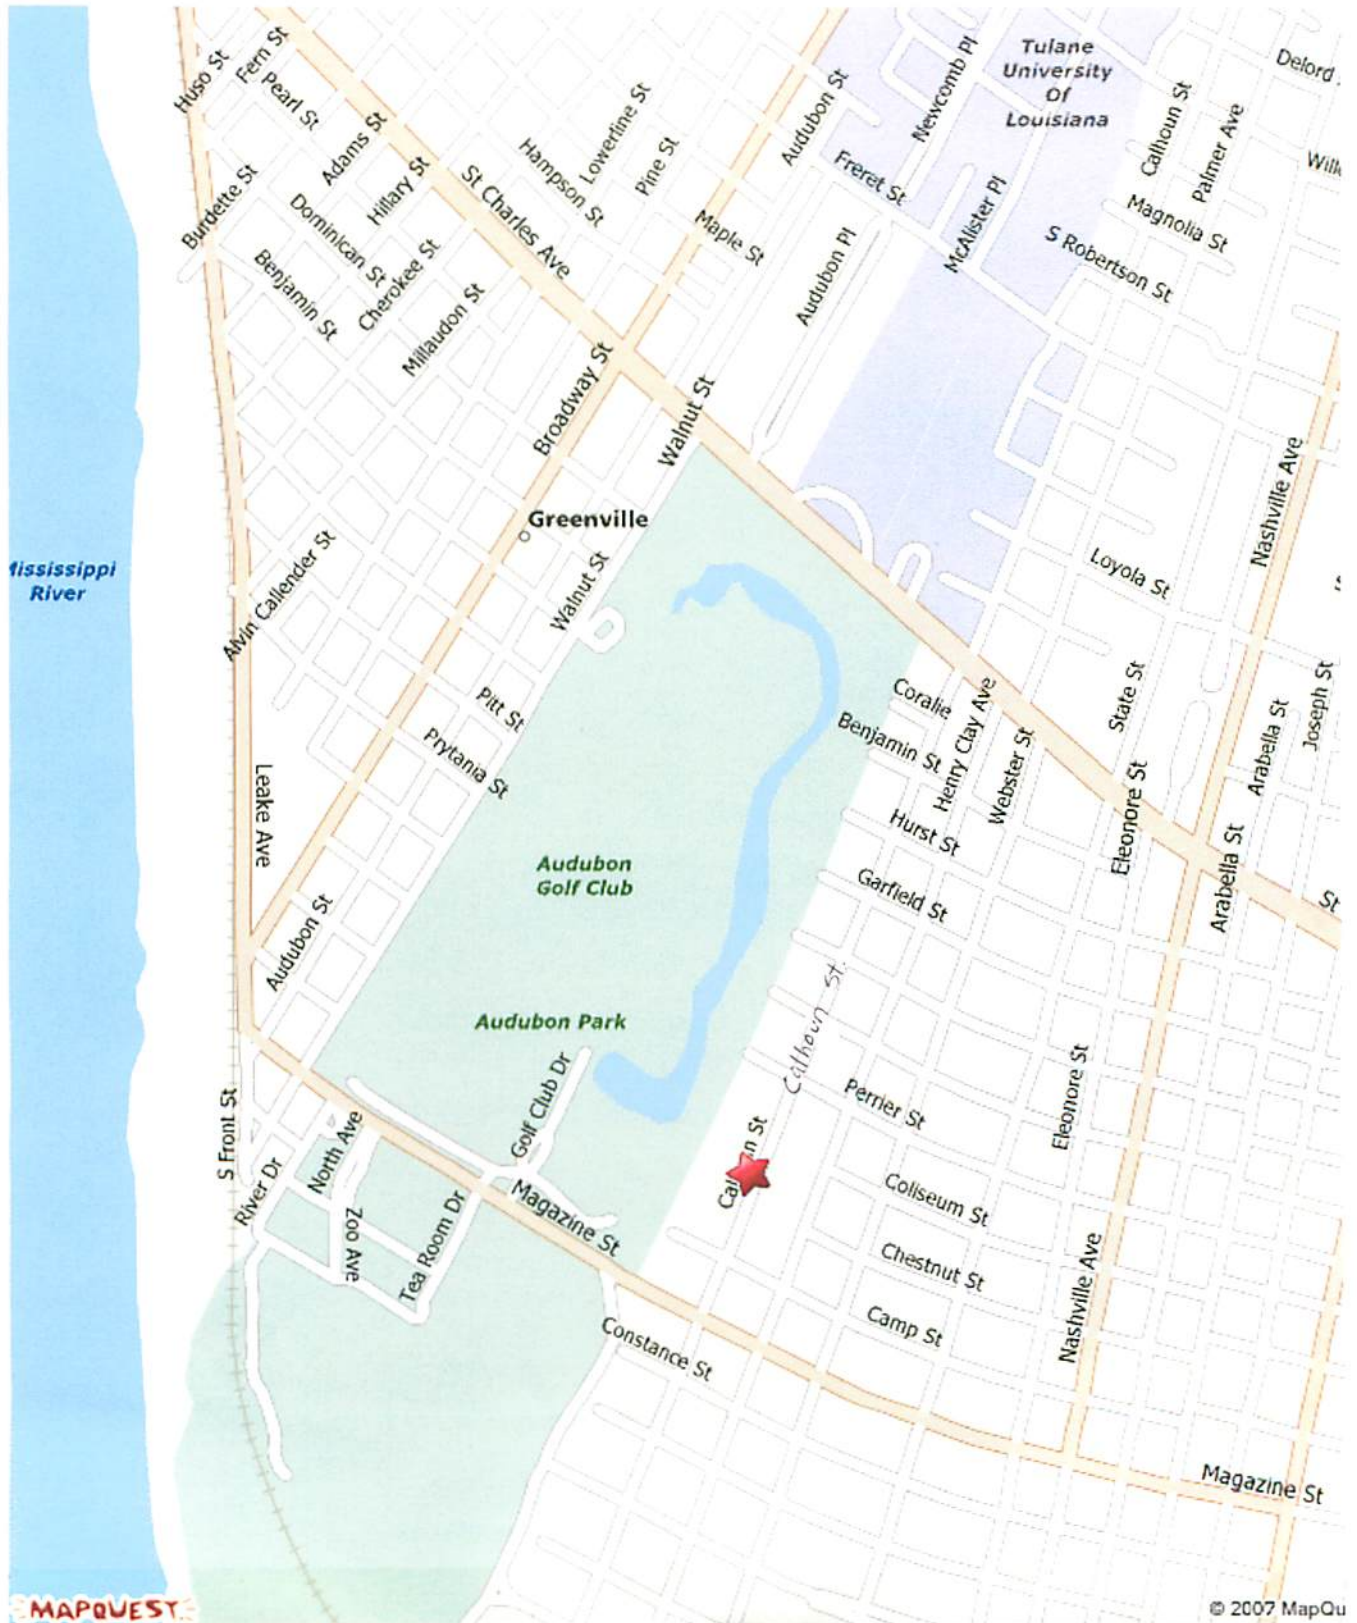 Huso St
Fern St
Pearl St
Adams St
Hillary St
St Charles Ave
Hampson St
Lowerline St
Pine St
Maple St
Audubon St
Newcomb Pl
Tulane
University
Of
Louisiana
Delord
Calhoun St
Palmer Ave
Freret St
McAlister Pl
Magnolia St
S Robertson St
Burdette St
Dominican St
Benjamin St
Cherokee St
Millaudon St
Audubon Pl
Broadway St
Walnut St
Nashville Ave
Greenville
Alvin Callender St
Walnut St
Loyola St
ississippi
River
Pitt St
Prytania St
Coralie
Benjamin St
Henry Clay Ave
Webster St
State St
Arabella St
Joseph St
Leake Ave
Hurst St
Eleonore St
Arabella St
Audubon
Golf Club
Garfield St
St
Audubon St
Calhoun St.
Audubon Park
Golf Club Dr
Perrier St
Eleonore St
S Front St
North Ave
River Dr
Zoo Ave
Tea Room Dr
Magazine St
Cal n St
Coliseum St
Chestnut St
Camp St
Nashville Ave
Constance St
Magazine St
MAPQUEST
© 2007 MapQu